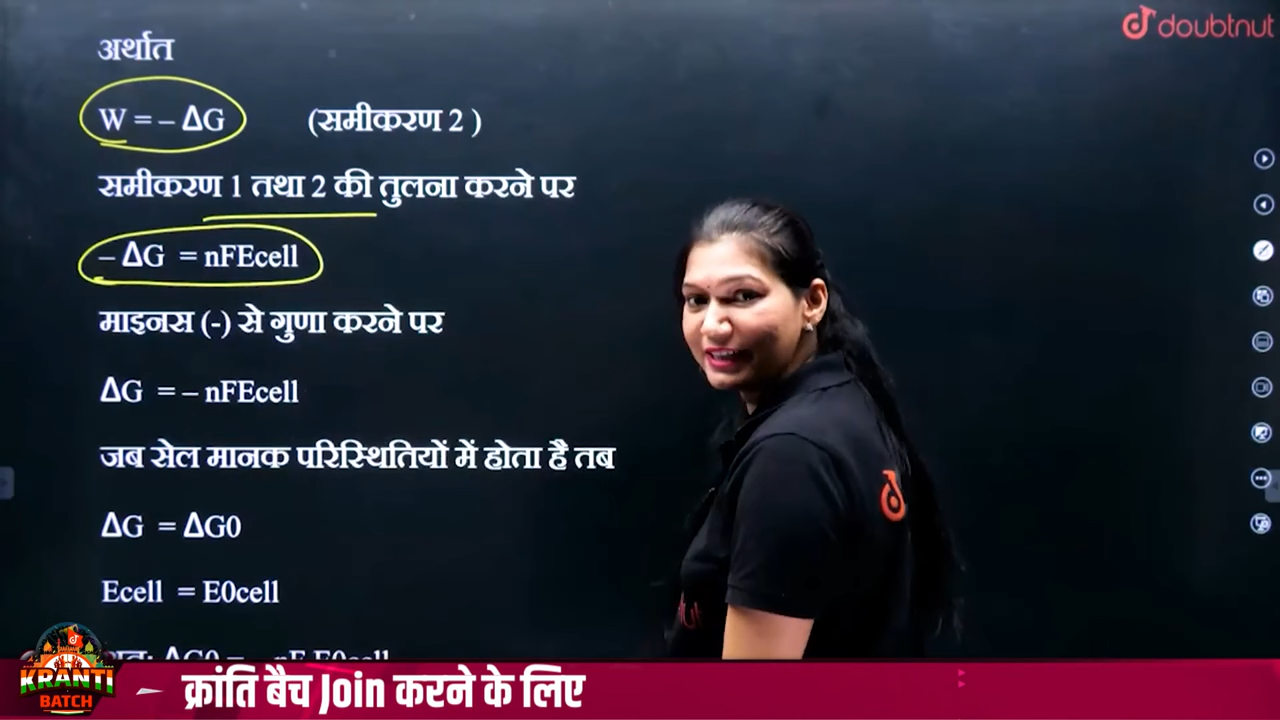 doubtnut
अर्थात
W = – ΔG (समीकरण 2 )
समीकरण 1 तथा 2 की तुलना करने पर
– ΔG = nFEcell
माइनस (-) से गुणा करने पर
ΔG = – nFEcell
जब सेल मानक परिस्थितियों में होता है तब
ΔG = ΔG0
Ecell = E0cell
KRANTI
BATCH
क्रांति बैच Join करने के लिए